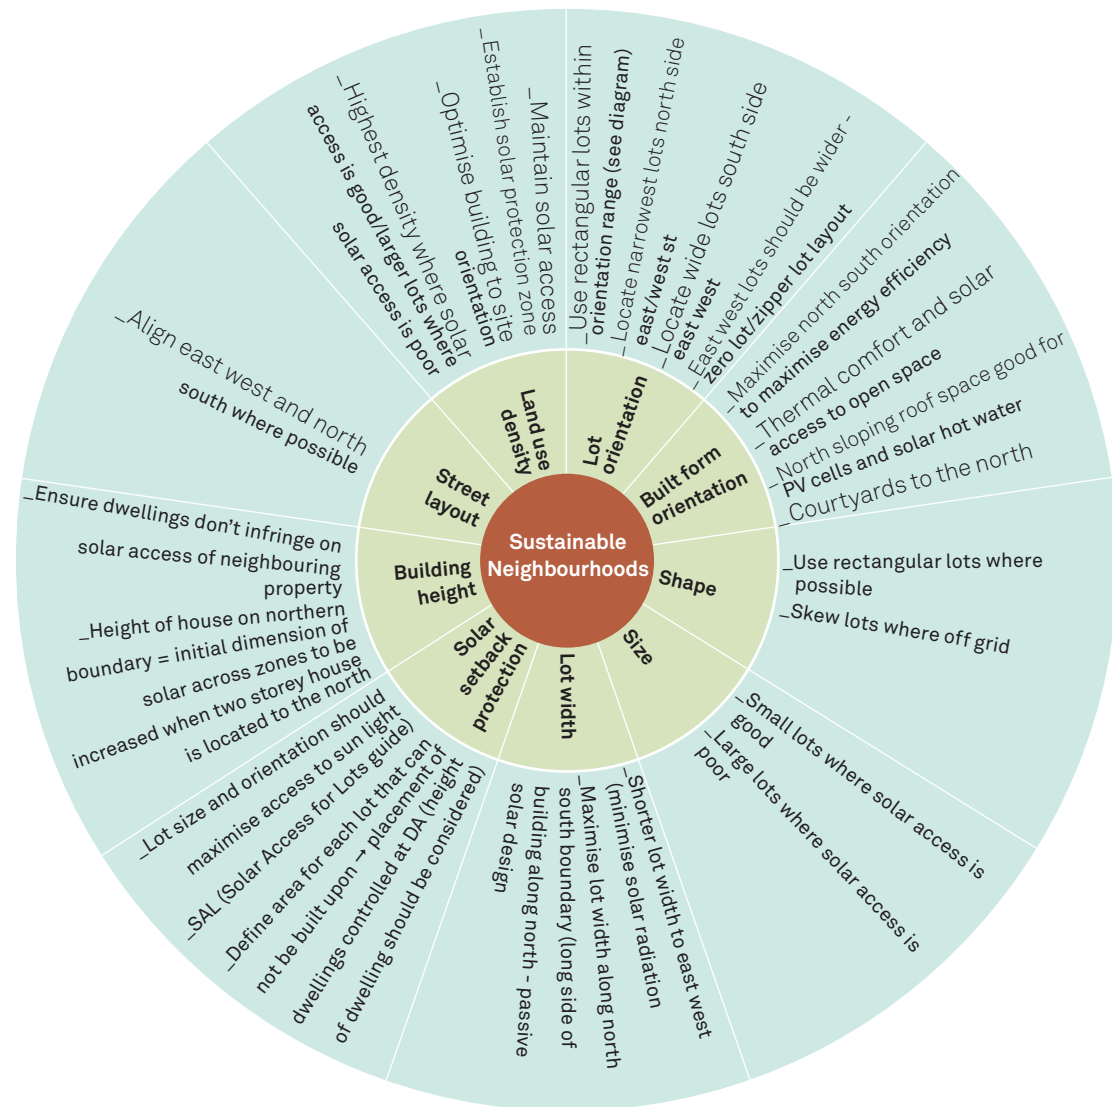 Sustainable
Neighbourhoods
Lot
orientation
_Use rectangular lots within
orientation range (see diagram)
_Locate narrowest lots north side
east/west st
_Locate wide lots south side
east west
_East west lots should be wider -
zero lot/zipper lot layout
Built form
orientation
_Maximise north south orientation
to maximise energy efficiency
_Thermal comfort and solar
access to open space
_North sloping roof space good for
PV cells and solar hot water
_Courtyards to the north
Shape
_Use rectangular lots where
possible
_Skew lots where off grid
Size
_Small lots where solar access is
good
_Large lots where solar access is
poor
Lot width
_Shorter lot width to east west
(minimise solar radiation
_Maximise lot width along north
south boundary (long side of
building along north - passive
solar design
Solar
setback
protection
_Lot size and orientation should
maximise access to sun light
_SAL (Solar Access for Lots guide)
_Define area for each lot that can
not be built upon → placement of
dwellings controlled at DA (height
of dwelling should be considered)
Building
height
_Ensure dwellings don't infringe on
solar access of neighbouring
property
_Height of house on northern
boundary = initial dimension of
solar across zones to be
increased when two storey house
is located to the north
Street
layout
_Align east west and north
south where possible
Land use
density
_Highest density where solar
access is good/larger lots where
solar access is poor
_Optimise building to site
orientation
_Establish solar protection zone
_Maintain solar access